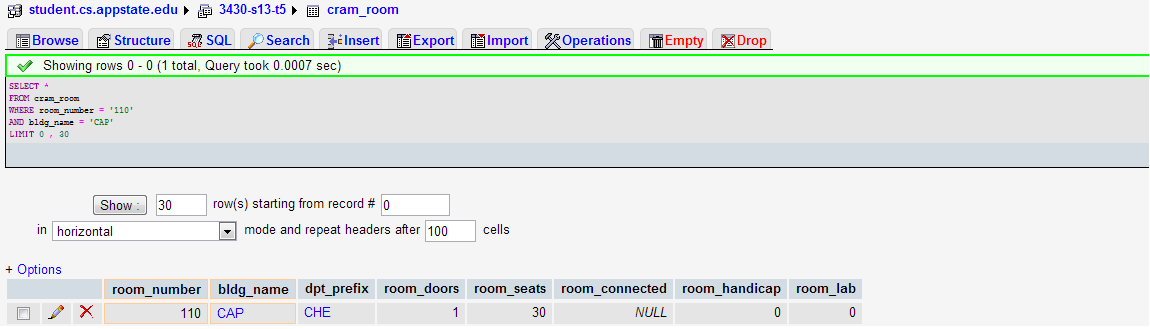 student.cs.appstate.edu 3430-s13-t5 cram_room
Browse Structure SQL Search Insert Export Import Operations Empty Drop
Showing rows 0 - 0 (1 total, Query took 0.0007 sec)
SELECT *
FROM cram_room
WHERE room_number = '110'
AND bldg_name = 'CAP'
LIMIT 0 , 30
Show : 30 row(s) starting from record # 0
in horizontal mode and repeat headers after 100 cells
+ Options
room_number bldg_name dpt_prefix room_doors room_seats room_connected room_handicap room_lab
110 CAP CHE 1 30 NULL 0 0